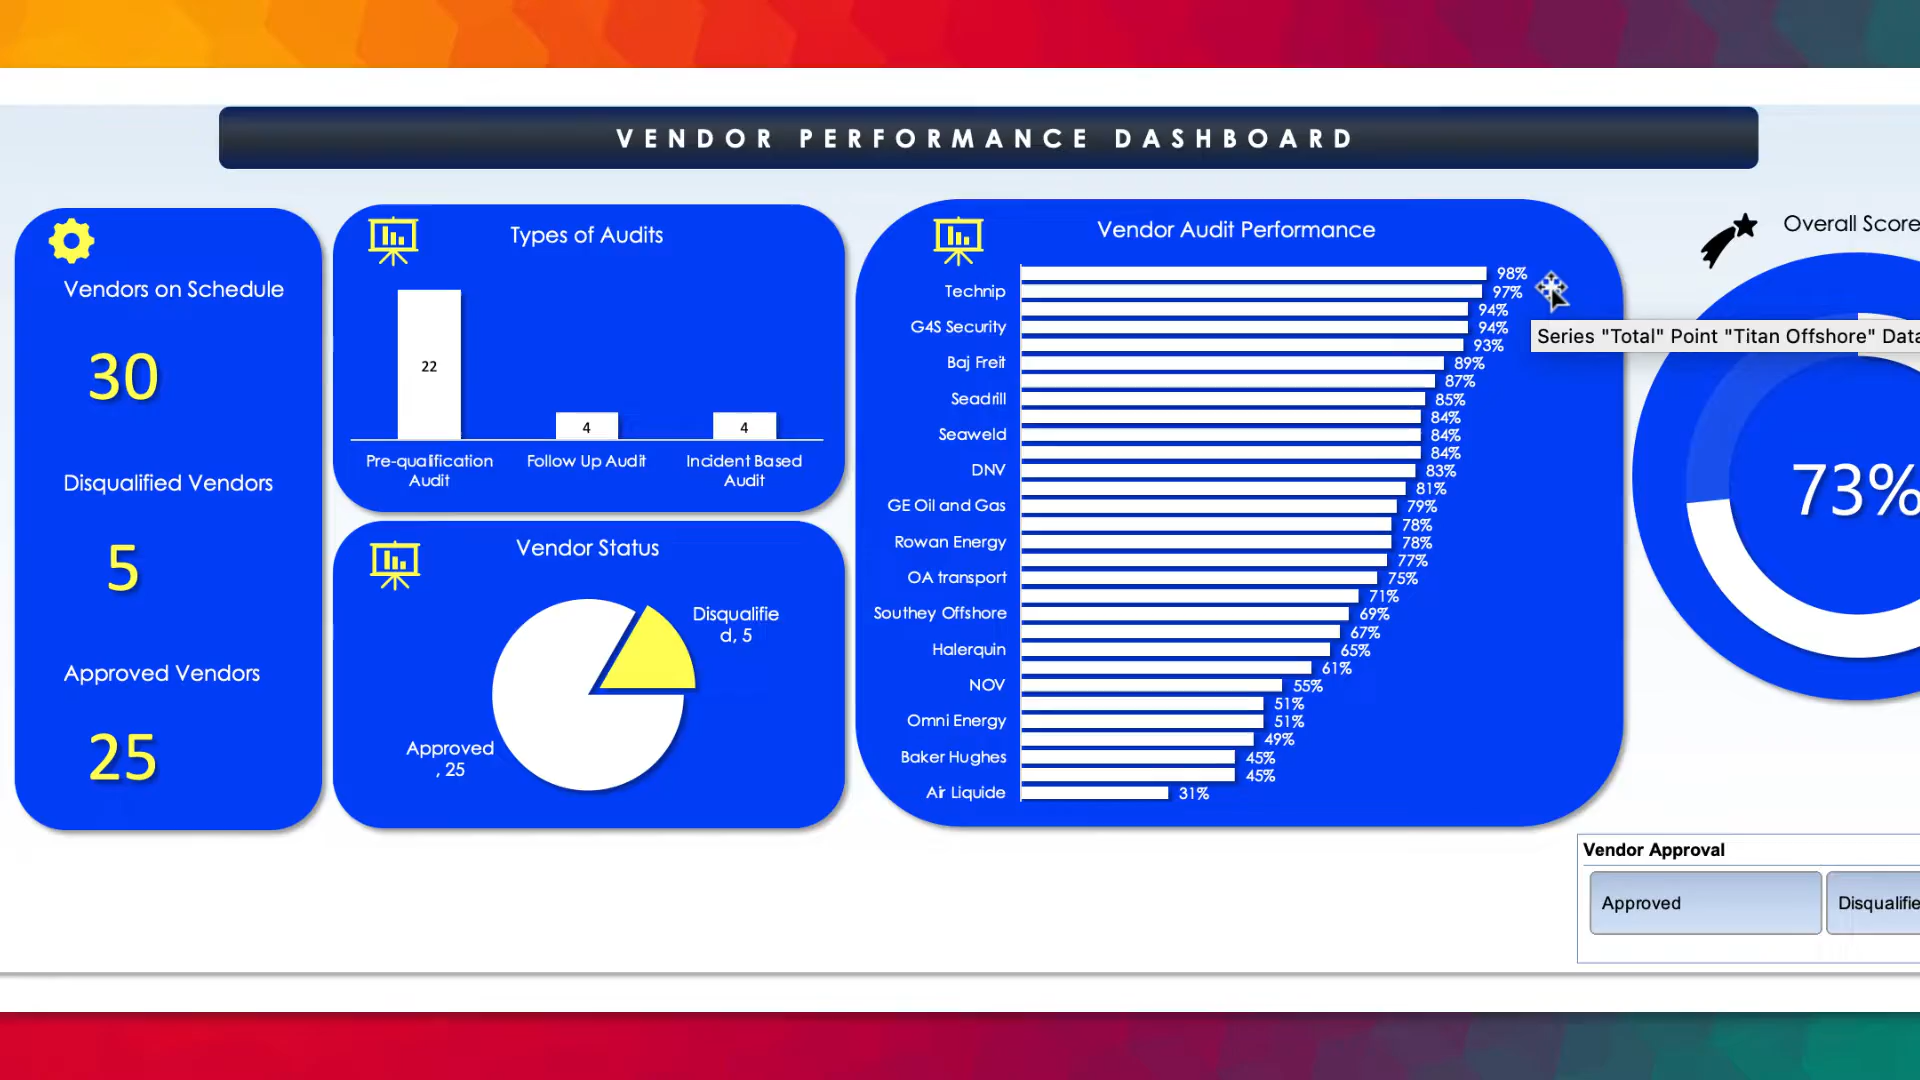 VENDOR PERFORMANCE DASHBOARD
Vendors on Schedule
30
Disqualified Vendors
5
Approved Vendors
25
Types of Audits
22
4
4
Pre-qualification
Audit
Follow Up Audit
Incident Based
Audit
Vendor Status
Disqualifie
d, 5
Approved
, 25
Vendor Audit Performance
98%
Technip 97%
94%
G4S Security 94%
93%
Baj Freit 89%
87%
Seadrill 85%
84%
Seaweld 84%
84%
DNV 83%
81%
GE Oil and Gas 79%
78%
Rowan Energy 78%
77%
OA transport 75%
71%
Southey Offshore 69%
67%
Halerquin 65%
61%
NOV 55%
51%
Omni Energy 51%
49%
Baker Hughes 45%
45%
Air Liquide 31%
Overall Score
Series "Total" Point "Titan Offshore" Data
73%
Vendor Approval
Approved
Disqualifie